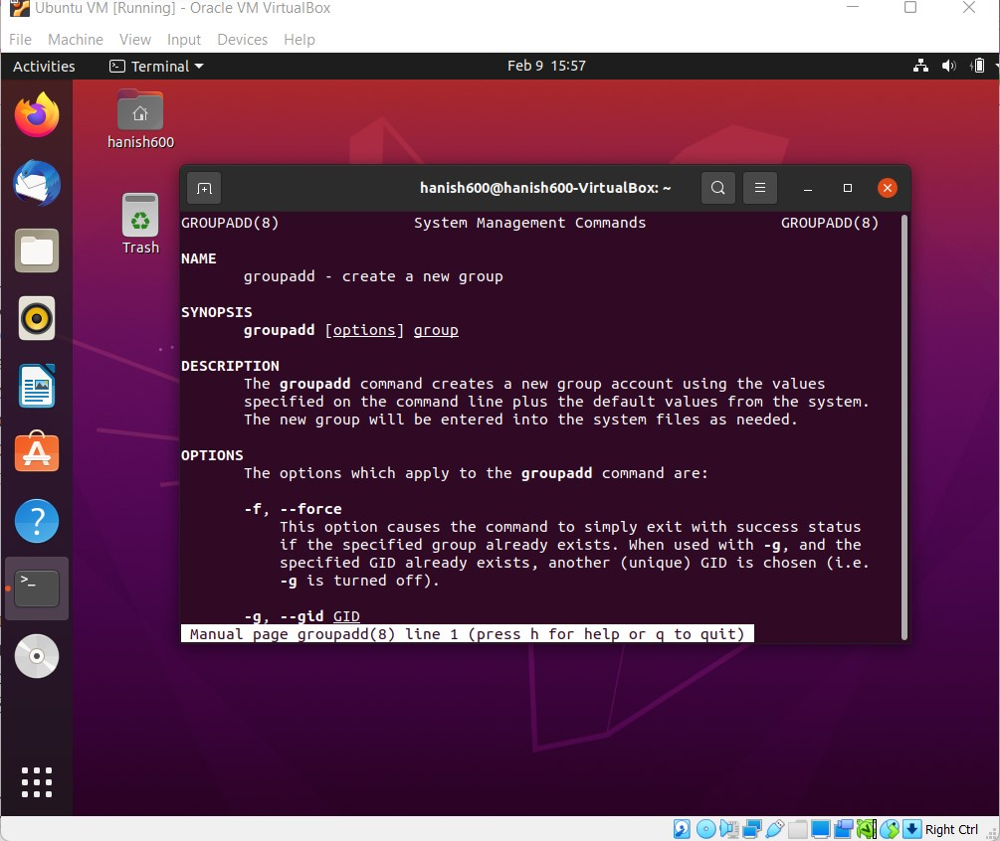 Ubuntu VM [Running] - Oracle VM VirtualBox
File Machine View Input Devices Help
Activities Terminal Feb 9 15:57
hanish600
Trash
hanish600@hanish600-VirtualBox: ~
GROUPADD(8) System Management Commands GROUPADD(8)
NAME
groupadd - create a new group
SYNOPSIS
groupadd [options] group
DESCRIPTION
The groupadd command creates a new group account using the values
specified on the command line plus the default values from the system.
The new group will be entered into the system files as needed.
OPTIONS
The options which apply to the groupadd command are:
-f, --force
This option causes the command to simply exit with success status
if the specified group already exists. When used with -g, and the
specified GID already exists, another (unique) GID is chosen (i.e.
-g is turned off).
-g, --gid GID
Manual page groupadd(8) line 1 (press h for help or q to quit)
Right Ctrl